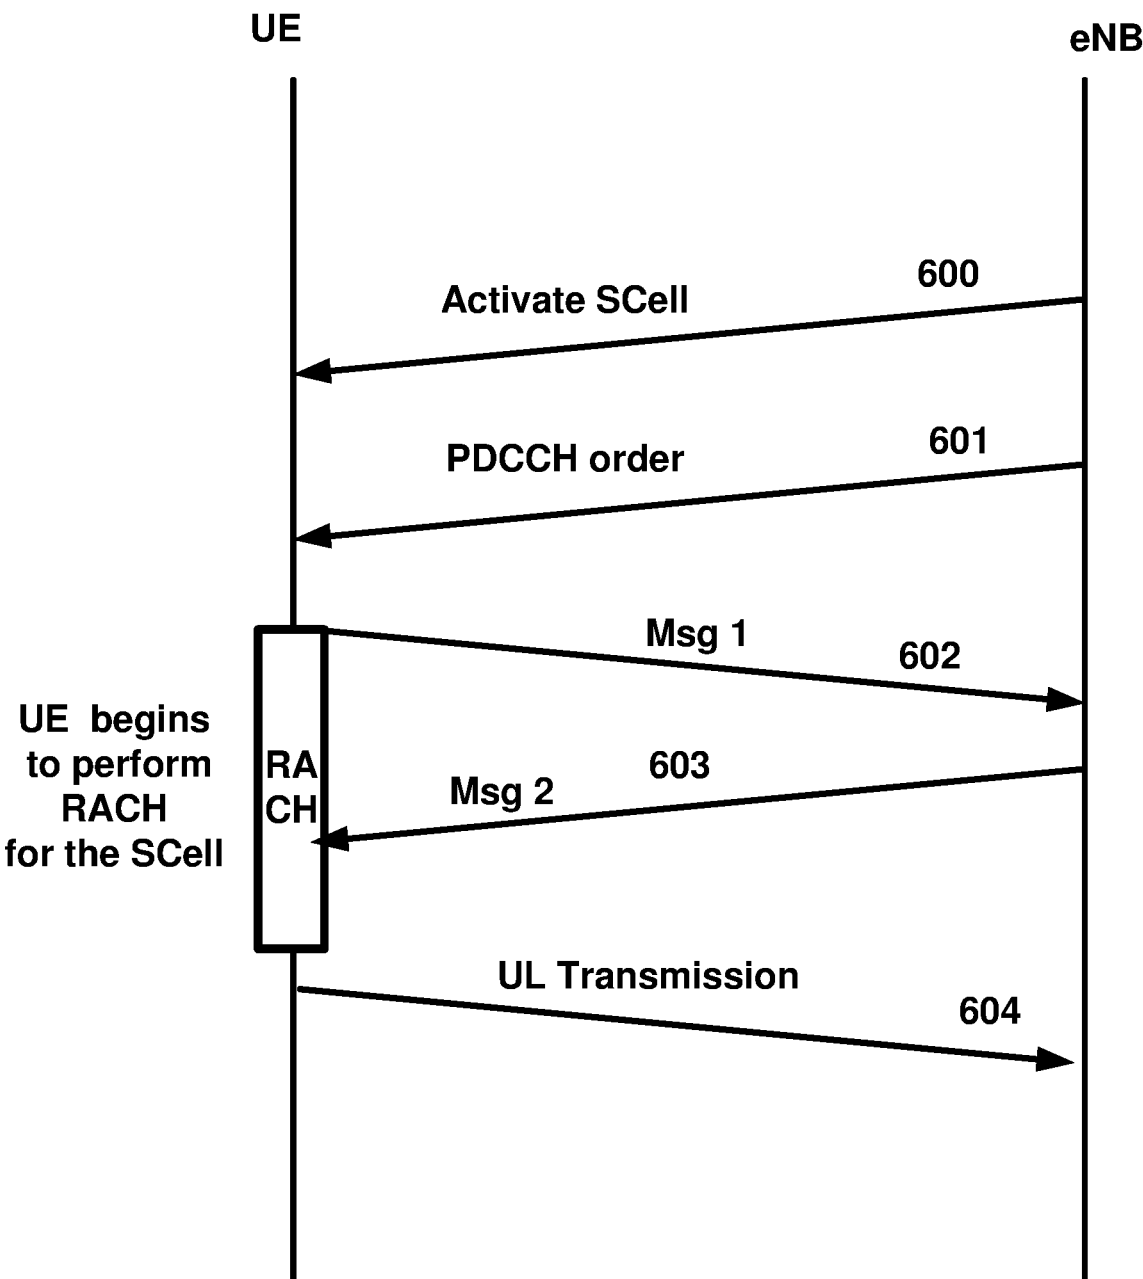 UE
eNB
600
Activate SCell
601
PDCCH order
Msg 1
602
UE begins
to perform
RACH
for the SCell
RA
CH
603
Msg 2
UL Transmission
604